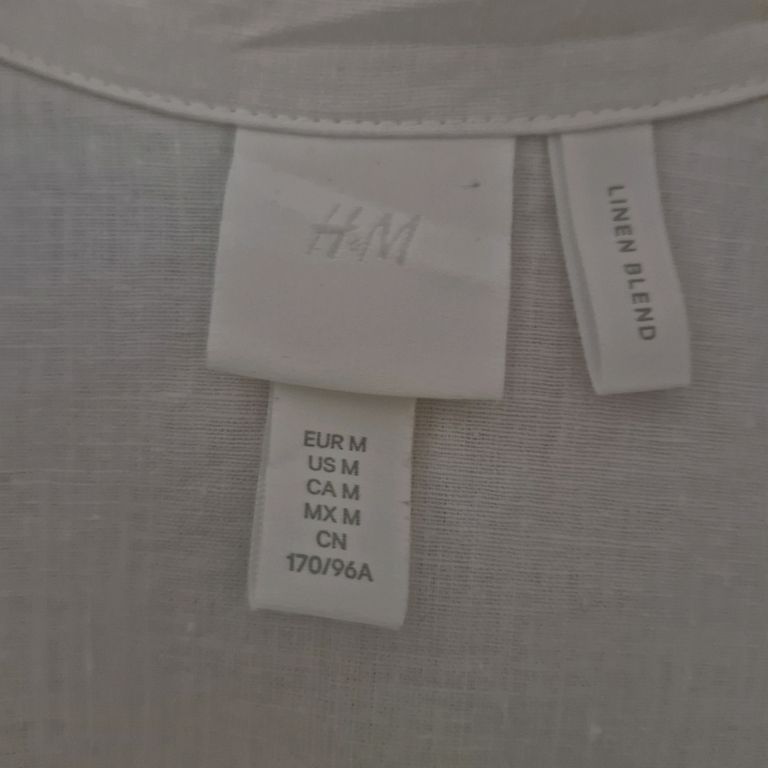 H&M
LINEN BLEND
EUR M
US M
CA M
MX M
CN
170/96A